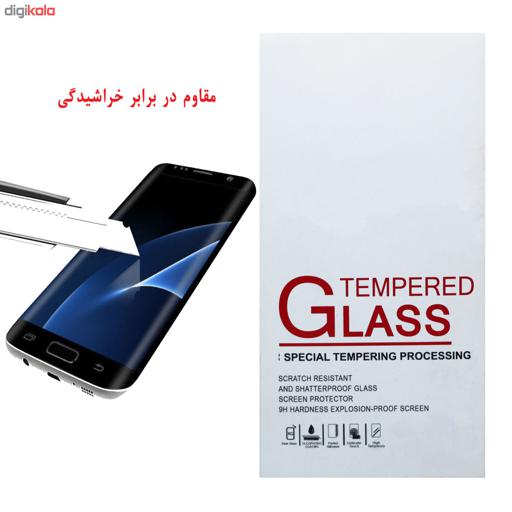 digikala
مقاوم در برابر خراشیدگی
TEMPERED
GLASS
: SPECIAL TEMPERING PROCESSING
SCRATCH RESISTANT
AND SHATTERPROOF GLASS
SCREEN PROTECTOR
9H HARDNESS EXPLOSION-PROOF SCREEN